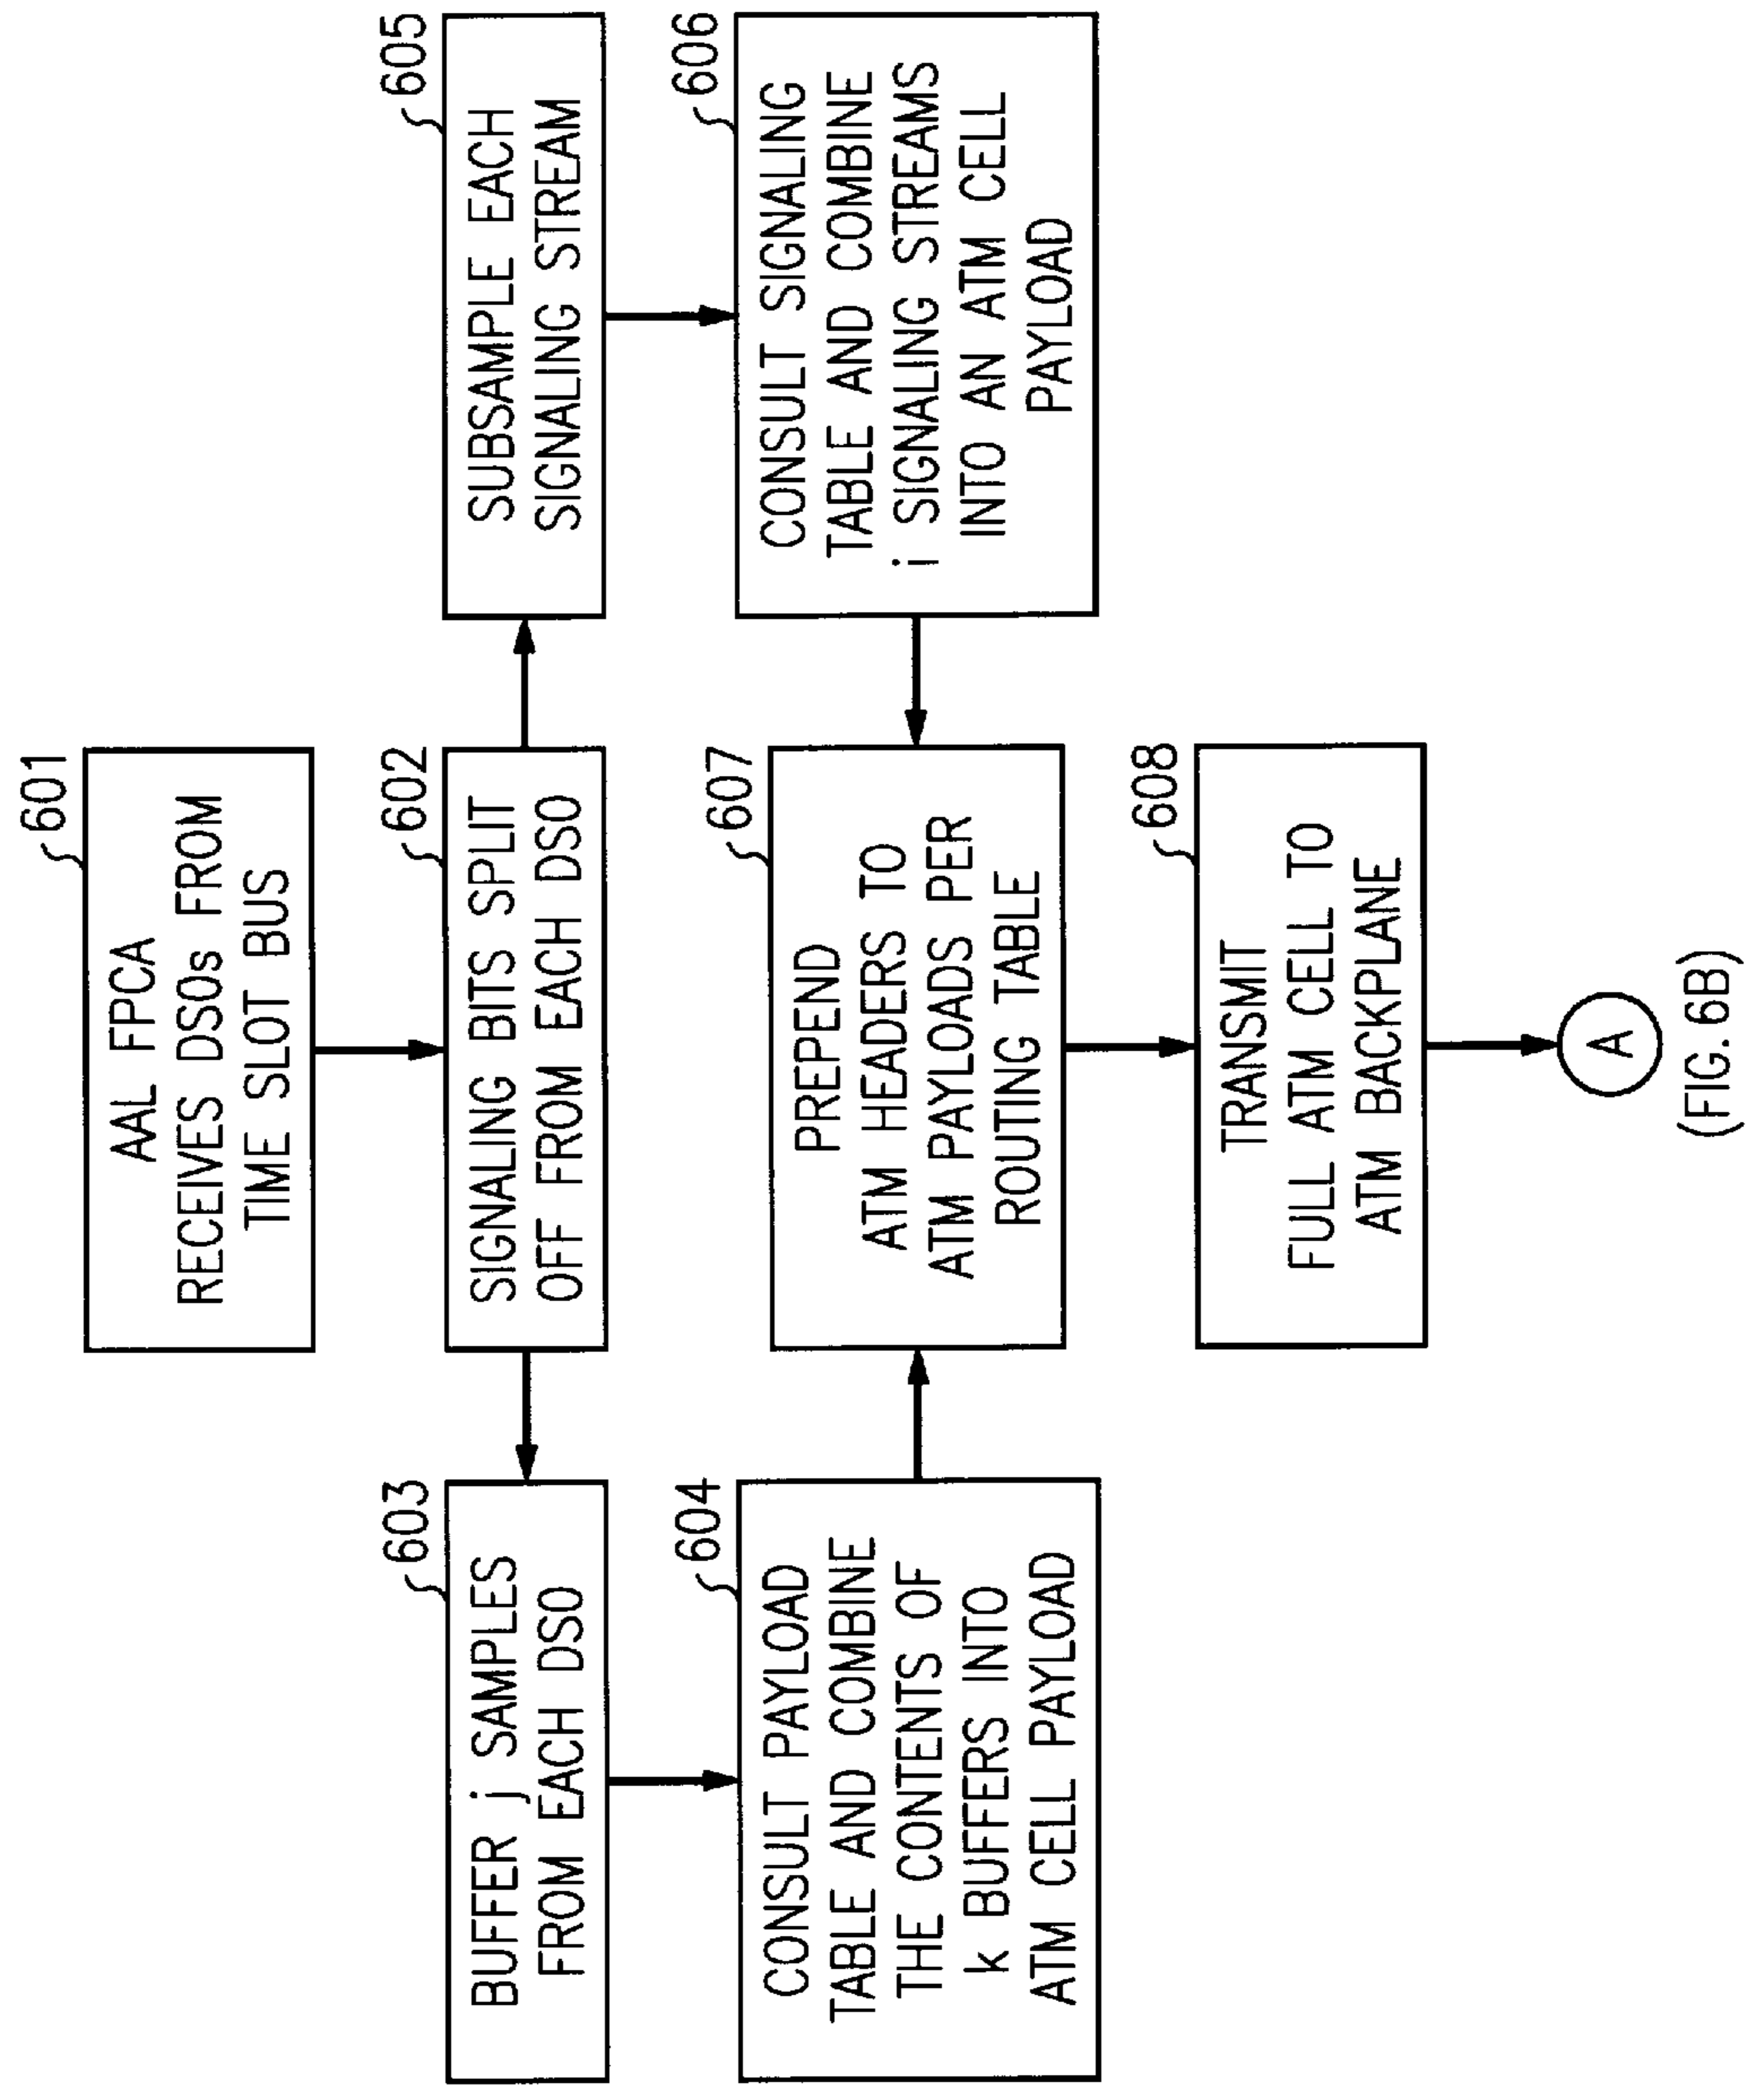 601
AAL FPCA
RECEIVES DSOs FROM
TIME SLOT BUS
602
SIGNALING BITS SPLIT
OFF FROM EACH DSO
603
BUFFER j SAMPLES
FROM EACH DSO
604
CONSULT PAYLOAD
TABLE AND COMBINE
THE CONTENTS OF
k BUFFERS INTO
ATM CELL PAYLOAD
605
SUBSAMPLE EACH
SIGNALING STREAM
606
CONSULT SIGNALING
TABLE AND COMBINE
i SIGNALING STREAMS
INTO AN ATM CELL
PAYLOAD
607
PREPEND
ATM HEADERS TO
ATM PAYLOADS PER
ROUTING TABLE
608
TRANSMIT
FULL ATM CELL TO
ATM BACKPLANE
A
(FIG. 6B)